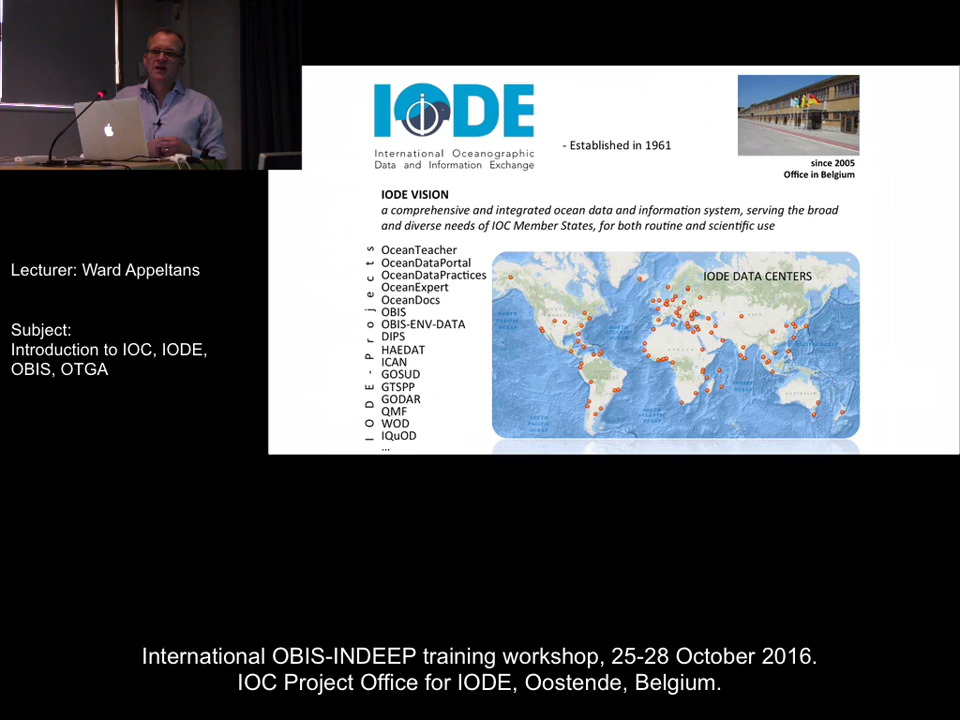 IODE
International Oceanographic
Data and Information Exchange
- Established in 1961
since 2005
Office in Belgium
IODE VISION
a comprehensive and integrated ocean data and information system, serving the broad
and diverse needs of IOC Member States, for both routine and scientific use
IODE - Projects
OceanTeacher
OceanDataPortal
OceanDataPractices
OceanExpert
OceanDocs
OBIS
OBIS-ENV-DATA
DIPS
HAEDAT
ICAN
GOSUD
GTSPP
GODAR
QMF
WOD
IQuOD
...
IODE DATA CENTERS
Lecturer: Ward Appeltans
Subject:
Introduction to IOC, IODE,
OBIS, OTGA
International OBIS-INDEEP training workshop, 25-28 October 2016.
IOC Project Office for IODE, Oostende, Belgium.